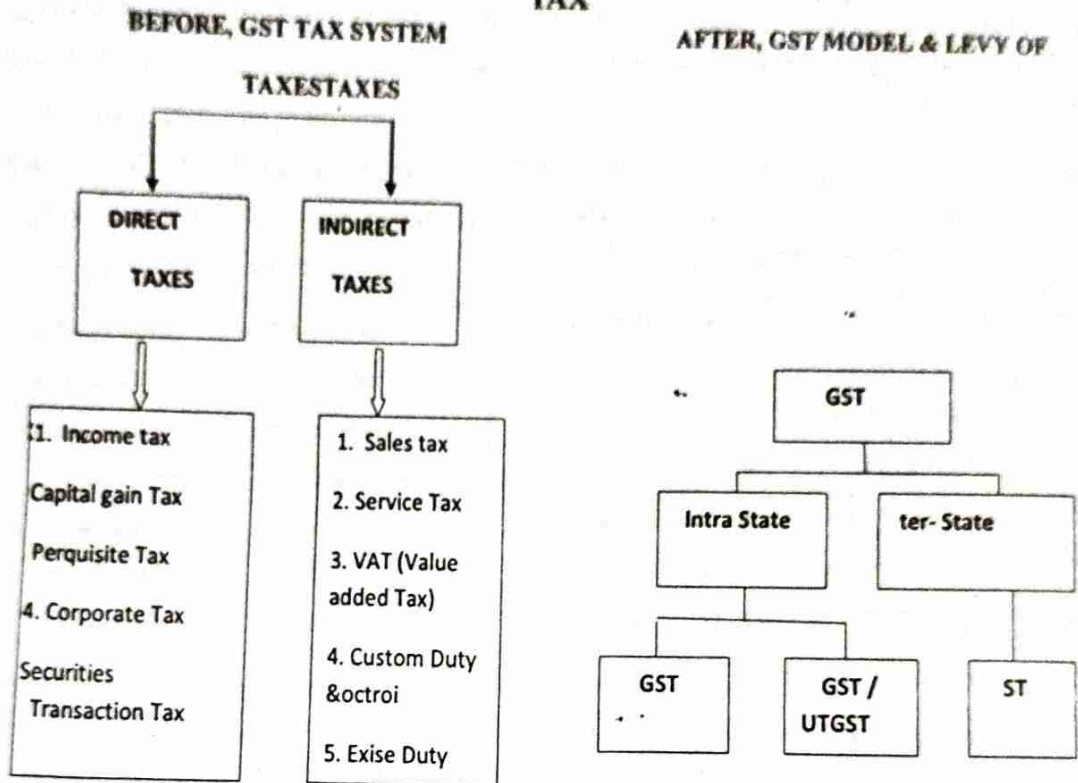 TAX
BEFORE, GST TAX SYSTEM
TAXESTAXES
DIRECT
TAXES
INDIRECT
TAXES
1. Income tax
Capital gain Tax
Perquisite Tax
4. Corporate Tax
Securities
Transaction Tax
1. Sales tax
2. Service Tax
3. VAT (Value
added Tax)
4. Custom Duty
&octroi
5. Exise Duty
AFTER, GST MODEL & LEVY OF
GST
Intra State
ter- State
GST
GST /
UTGST
ST